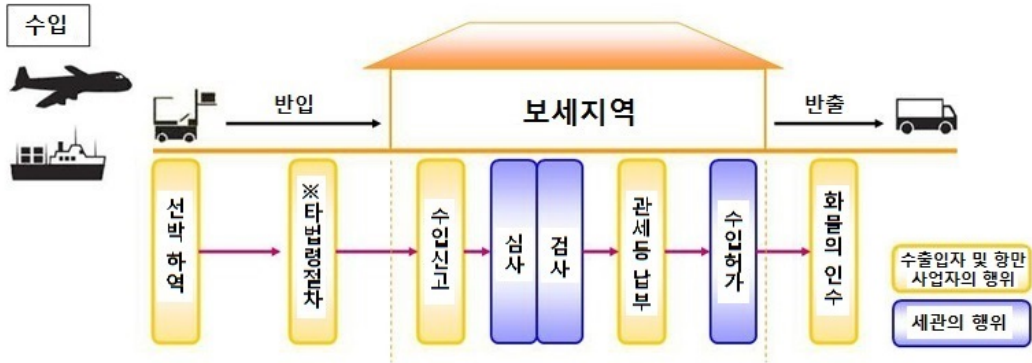 수입
반입
보세지역
반출
선박 하역
※타법령절차
수입신고
심사
검사
관세등 납부
수입허가
화물의 인수
수출입자 및 항만
사업자의 행위
세관의 행위